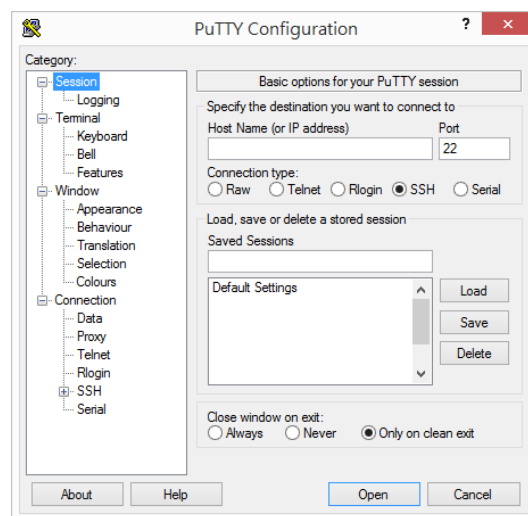 PuTTY Configuration
? ×
Category:
Session
Logging
Terminal
Keyboard
Bell
Features
Window
Appearance
Behaviour
Translation
Selection
Colours
Connection
Data
Proxy
Telnet
Rlogin
SSH
Serial
Basic options for your PuTTY session
Specify the destination you want to connect to
Host Name (or IP address) Port
22
Connection type:
Raw Telnet Rlogin SSH Serial
Load, save or delete a stored session
Saved Sessions
Default Settings
Load
Save
Delete
Close window on exit:
Always Never Only on clean exit
About Help Open Cancel